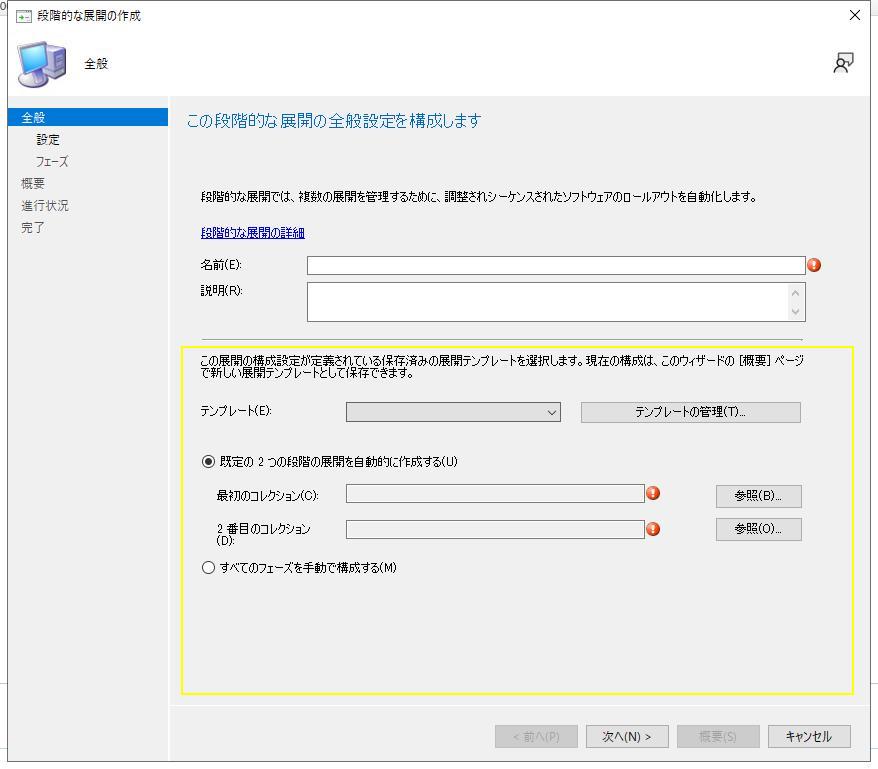 段階的な展開の作成
全般
全般
設定
フェーズ
概要
進行状況
完了
この段階的な展開の全般設定を構成します
段階的な展開では、複数の展開を管理するために、調整されシーケンスされたソフトウェアのロールアウトを自動化します。
段階的な展開の詳細
名前(E):
説明(R):
この展開の構成設定が定義されている保存済みの展開テンプレートを選択します。現在の構成は、このウィザードの [概要] ページ
で新しい展開テンプレートとして保存できます。
テンプレート(E):
テンプレートの管理(T)...
既定の 2 つの段階の展開を自動的に作成する(U)
最初のコレクション(C):
参照(B)...
2 番目のコレクション
(D):
参照(O)...
すべてのフェーズを手動で構成する(M)
< 前へ(P)
次へ(N) >
概要(S)
キャンセル